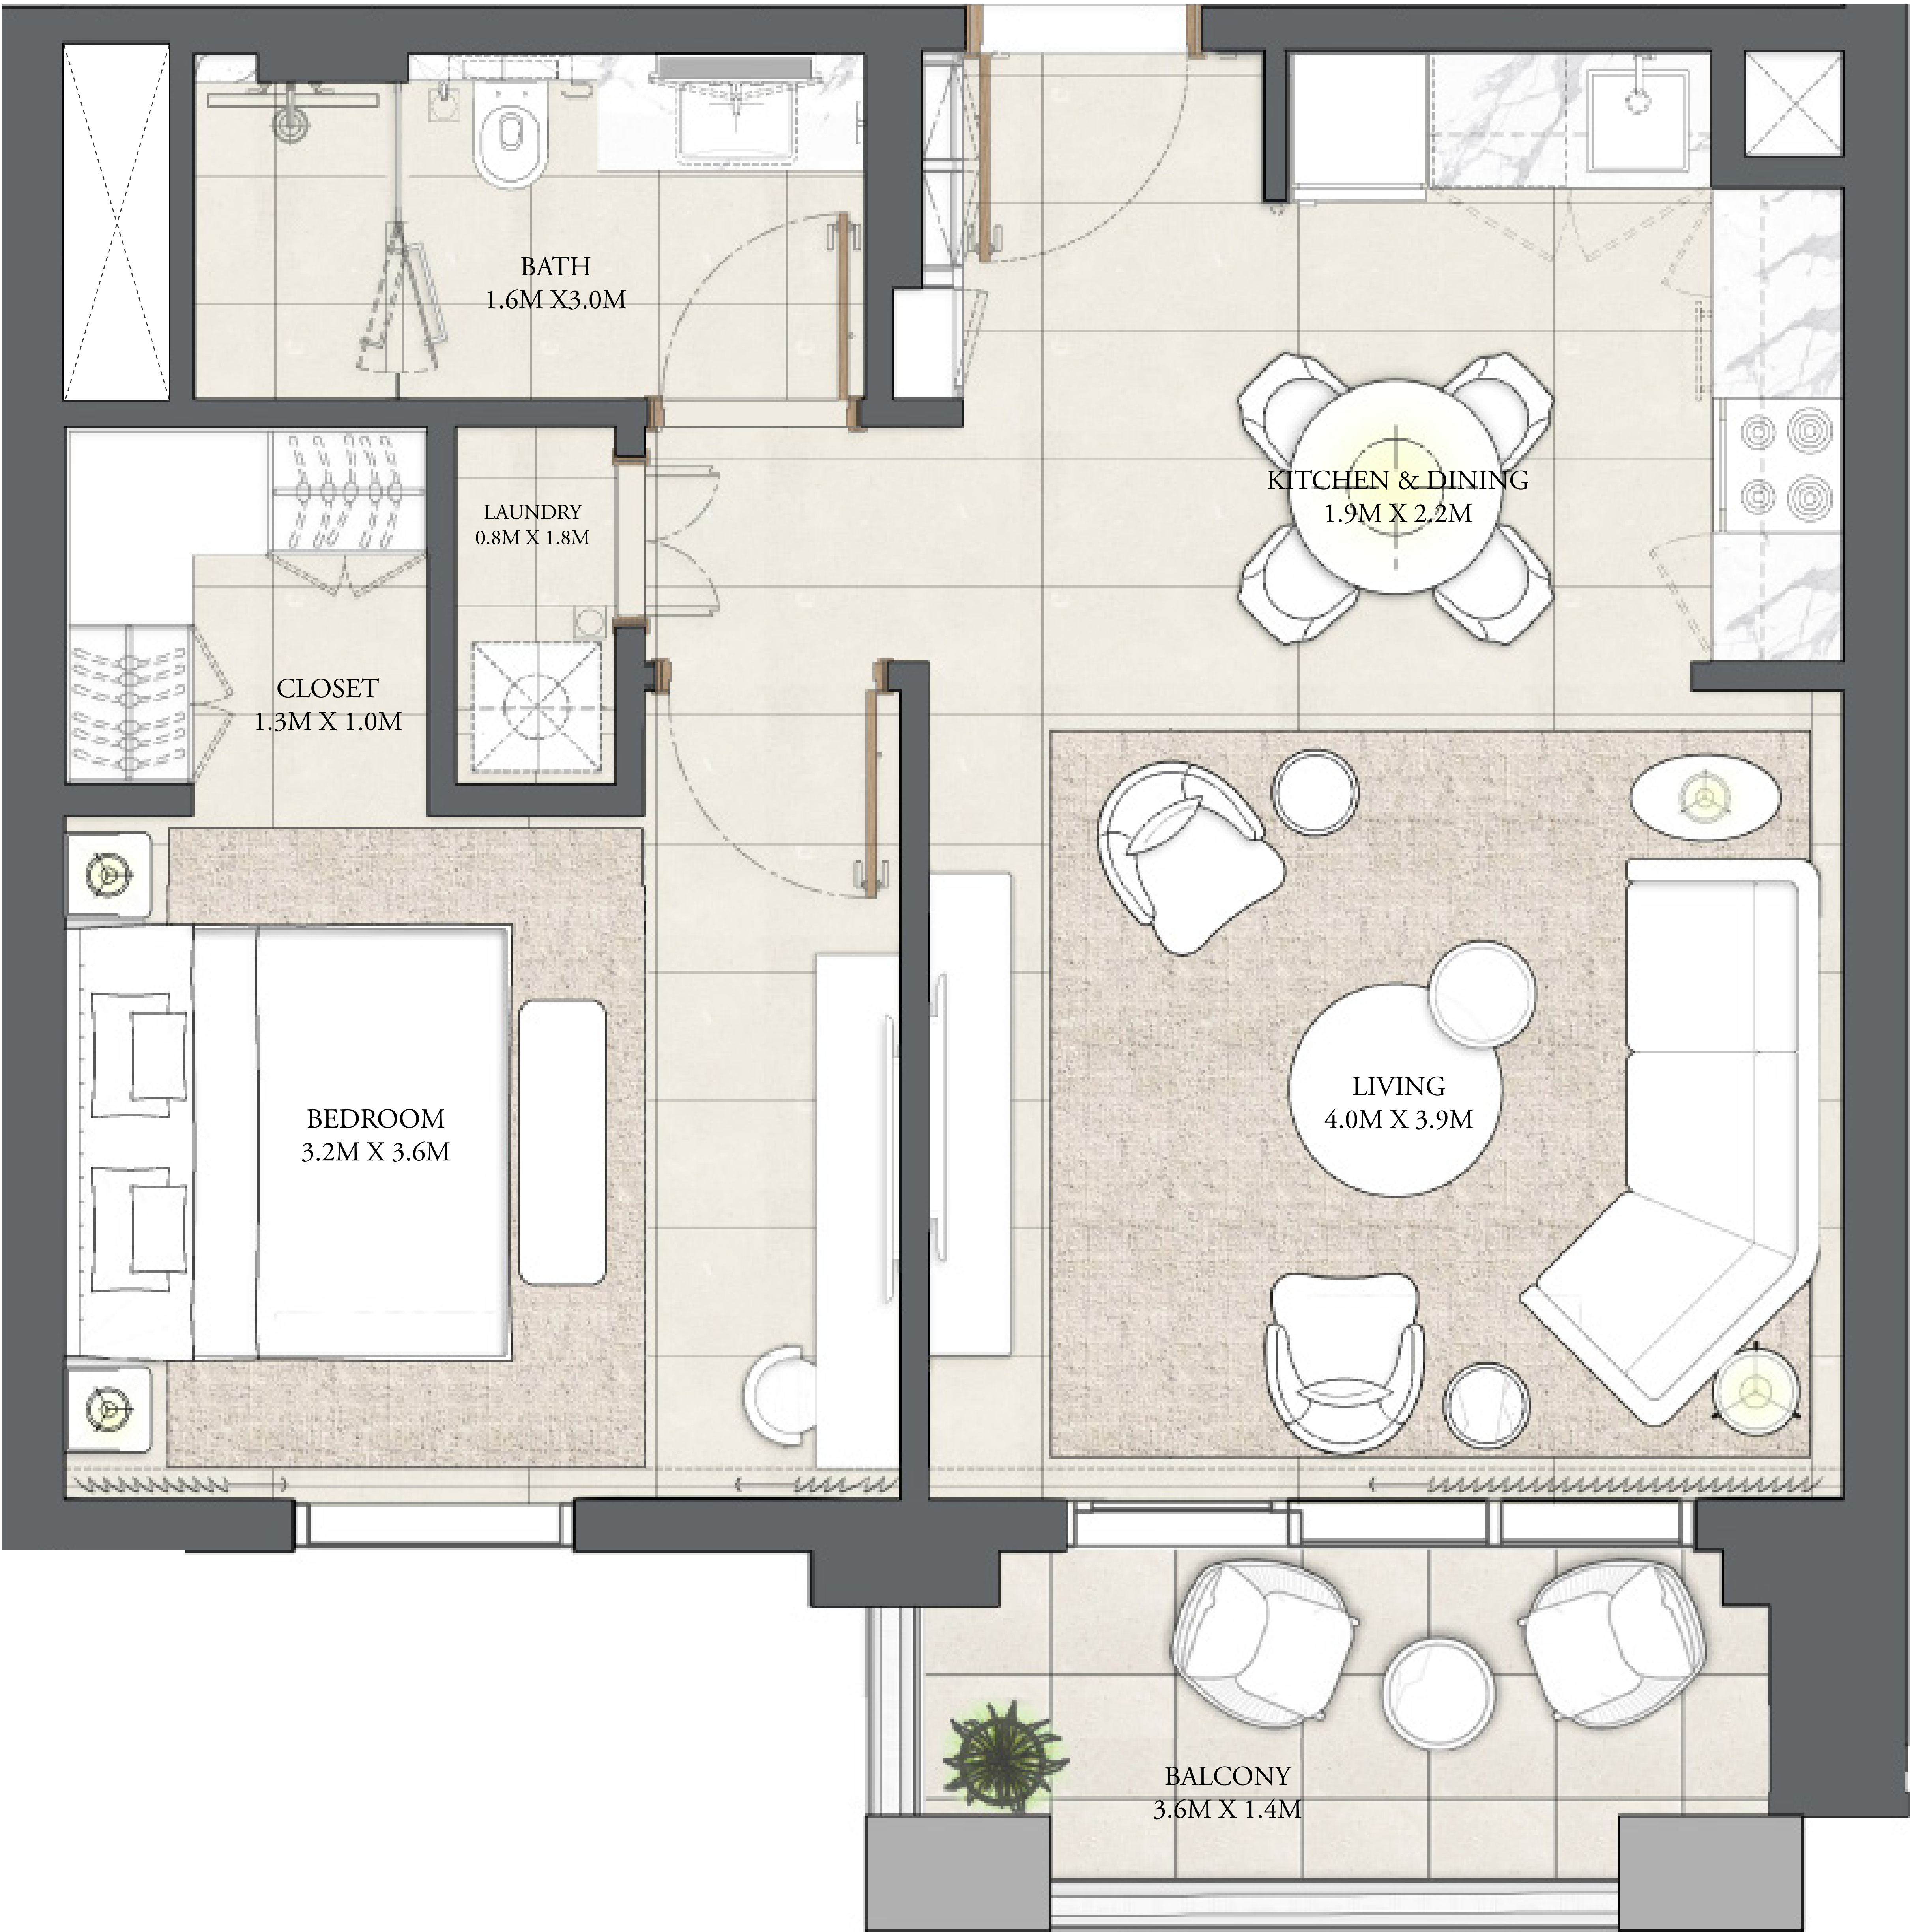 BATH
1.6M X3.0M
KITCHEN & DINING
1.9M X 2.2M
LAUNDRY
0.8M X 1.8M
CLOSET
1.3M X 1.0M
BEDROOM
3.2M X 3.6M
LIVING
4.0M X 3.9M
BALCONY
3.6M X 1.4M